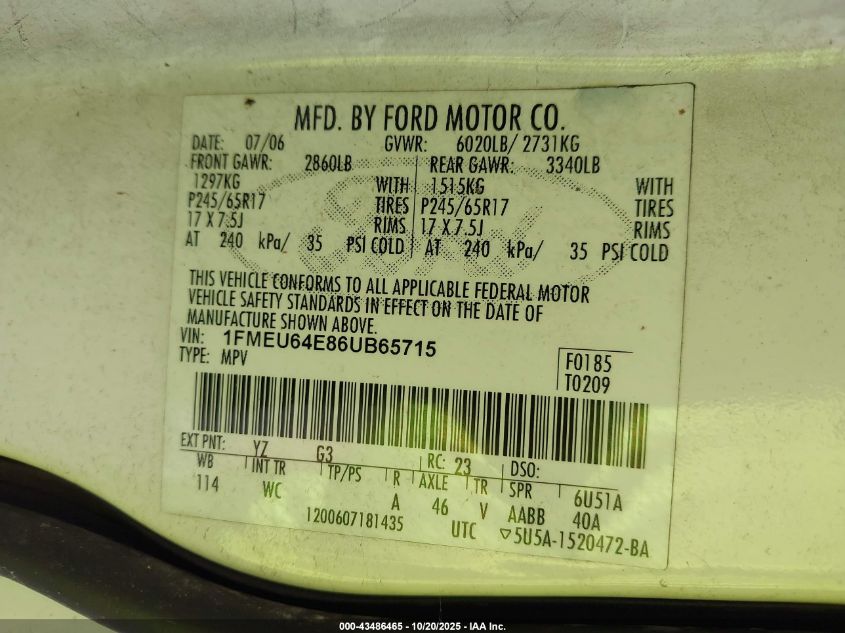 MFD. BY FORD MOTOR CO.
DATE: 07/06 GVWR: 6020LB/ 2731KG
FRONT GAWR: 2860LB REAR GAWR: 3340LB
1297KG WITH 1515KG WITH
P245/65R17 TIRES P245/65R17 TIRES
17 X 7.5J RIMS 17 X 7.5J RIMS
AT 240 kPa/ 35 PSI COLD AT 240 kPa/ 35 PSI COLD
THIS VEHICLE CONFORMS TO ALL APPLICABLE FEDERAL MOTOR
VEHICLE SAFETY STANDARDS IN EFFECT ON THE DATE OF
MANUFACTURE SHOWN ABOVE.
VIN: 1FMEU64E86UB65715
TYPE: MPV
F0185
T0209
EXT PNT: YZ G3 RC: 23 DSO:
WB INT TR TP/PS R AXLE TR SPR 6U51A
114 WC A 46 V AABB 40A
1200607181435 UTC ▽5U5A-1520472-BA
000-43486465 - 10/20/2025 - IAA Inc.